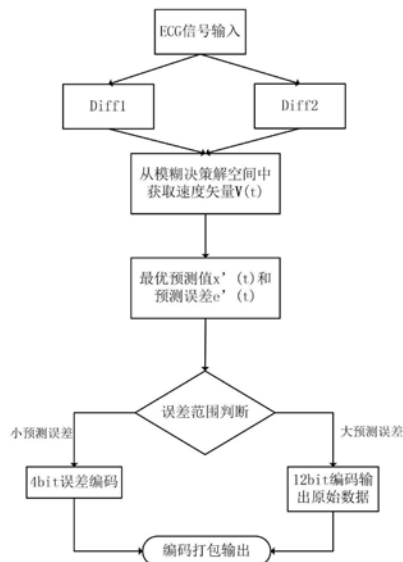 ECG信号输入
Diff1
Diff2
从模糊决策解空间中
获取速度矢量V(t)
最优预测值x'(t)和
预测误差e'(t)
误差范围判断
小预测误差
大预测误差
4bit误差编码
12bit编码输
出原始数据
编码打包输出